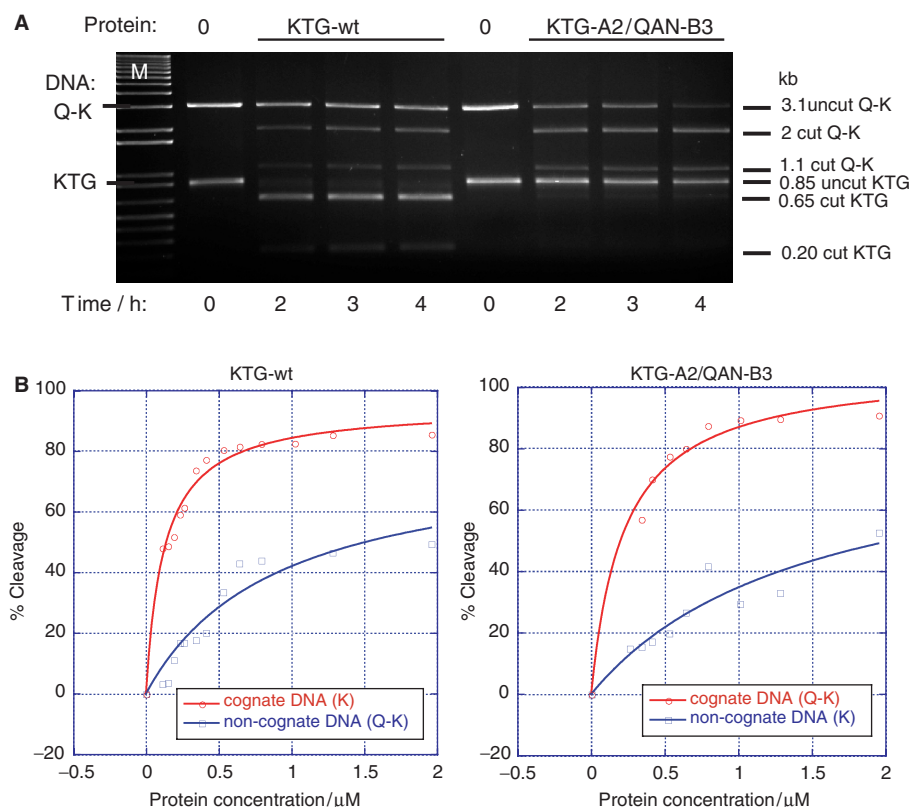 A
Protein: 0 KTG-wt 0 KTG-A2/QAN-B3
M
DNA:
Q-K
KTG
kb
3.1uncut Q-K
2 cut Q-K
1.1 cut Q-K
0.85 uncut KTG
0.65 cut KTG
0.20 cut KTG
Time / h: 0 2 3 4 0 2 3 4
B
KTG-wt
100
80
60
40
20
0
−20
% Cleavage
cognate DNA (K)
non-cognate DNA (Q-K)
−0.5 0 0.5 1 1.5 2
Protein concentration/μM
KTG-A2/QAN-B3
100
80
60
40
20
0
−20
% Cleavage
cognate DNA (Q-K)
non-cognate DNA (K)
−0.5 0 0.5 1 1.5 2
Protein concentration/μM